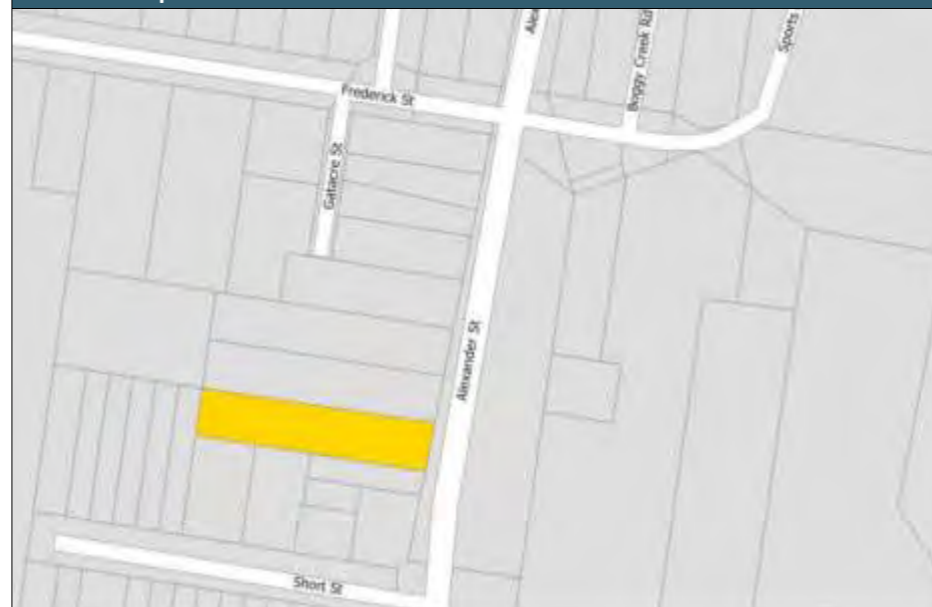 Sports
Buggy Creek Rd
Frederick St
Gatacre St
Alexander St
Short St